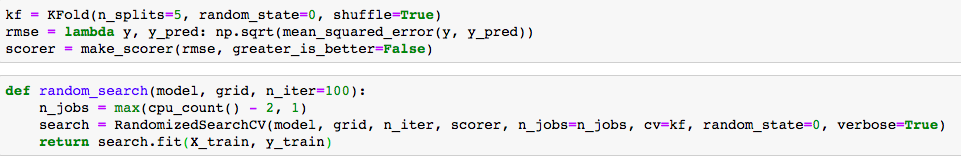 kf = KFold(n_splits=5, random_state=0, shuffle=True)
rmse = lambda y, y_pred: np.sqrt(mean_squared_error(y, y_pred))
scorer = make_scorer(rmse, greater_is_better=False)
def random_search(model, grid, n_iter=100):
    n_jobs = max(cpu_count() - 2, 1)
    search = RandomizedSearchCV(model, grid, n_iter, scorer, n_jobs=n_jobs, cv=kf, random_state=0, verbose=True)
    return search.fit(X_train, y_train)